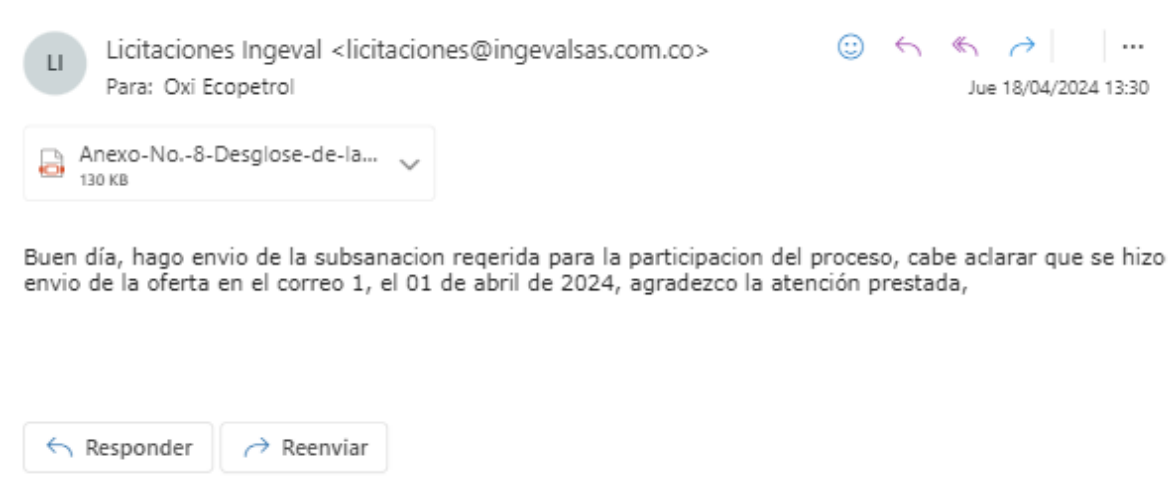 LI
Licitaciones Ingeval <licitaciones@ingevalsas.com.co>
Para: Oxi Ecopetrol
Jue 18/04/2024 13:30
Anexo-No.-8-Desglose-de-la...
130 KB
Buen día, hago envio de la subsanacion reqerida para la participacion del proceso, cabe aclarar que se hizo
envio de la oferta en el correo 1, el 01 de abril de 2024, agradezco la atención prestada,
Responder
Reenviar